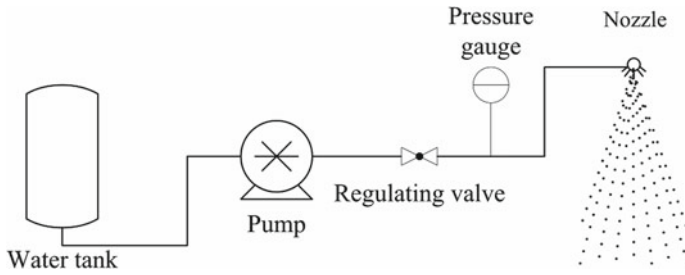 Pressure
gauge
Nozzle
Regulating valve
Pump
Water tank